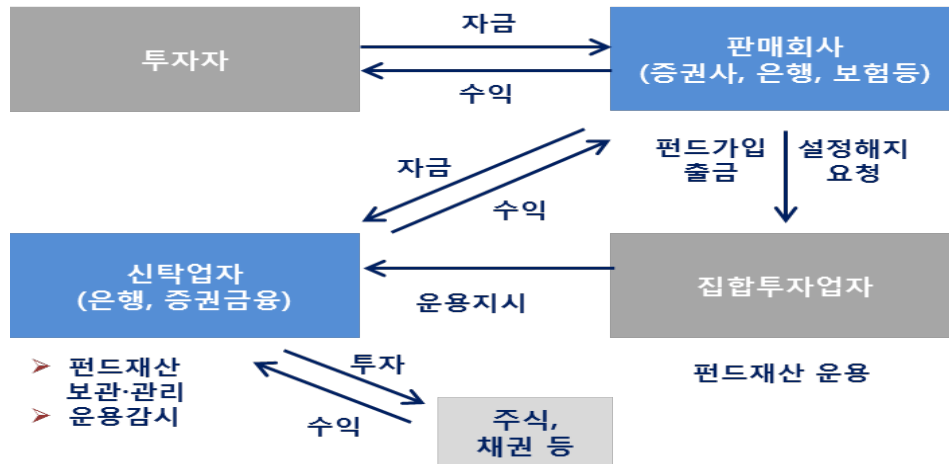 자금
투자자
판매회사
(증권사, 은행, 보험등)
수익
펀드가입
출금
설정해지
요청
자금
수익
신탁업자
(은행, 증권금융)
운용지시
집합투자업자
➢ 펀드재산
보관·관리
➢ 운용감시
투자
수익
펀드재산 운용
주식,
채권 등